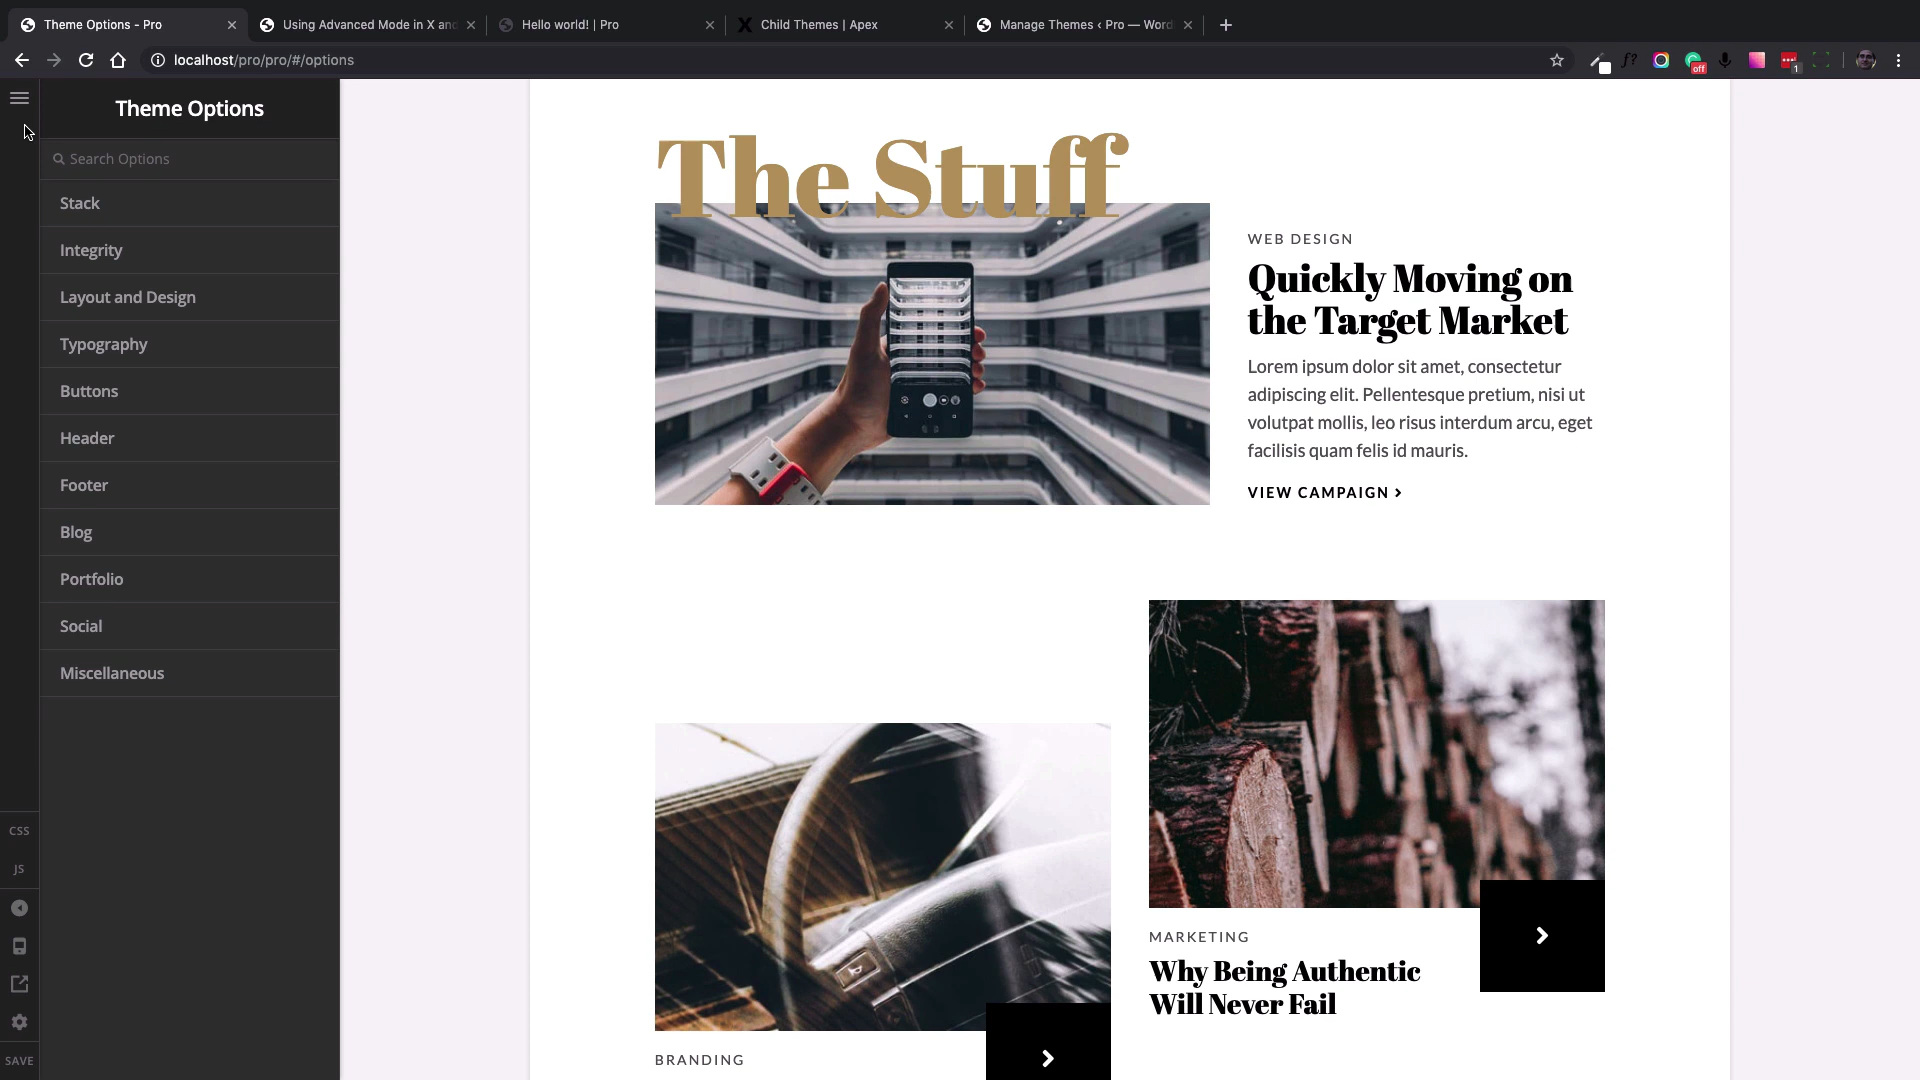 Theme Options - Pro
Using Advanced Mode in X and
Hello world! | Pro
Child Themes | Apex
Manage Themes ‹ Pro — Word
localhost/pro/pro/#/options
f?
off
1
Theme Options
Search Options
Stack
Integrity
Layout and Design
Typography
Buttons
Header
Footer
Blog
Portfolio
Social
Miscellaneous
CSS
JS
SAVE
The Stuff
WEB DESIGN
Quickly Moving on
the Target Market
Lorem ipsum dolor sit amet, consectetur
adipiscing elit. Pellentesque pretium, nisi ut
volutpat mollis, leo risus interdum arcu, eget
facilisis quam felis id mauris.
VIEW CAMPAIGN
MARKETING
Why Being Authentic
Will Never Fail
BRANDING